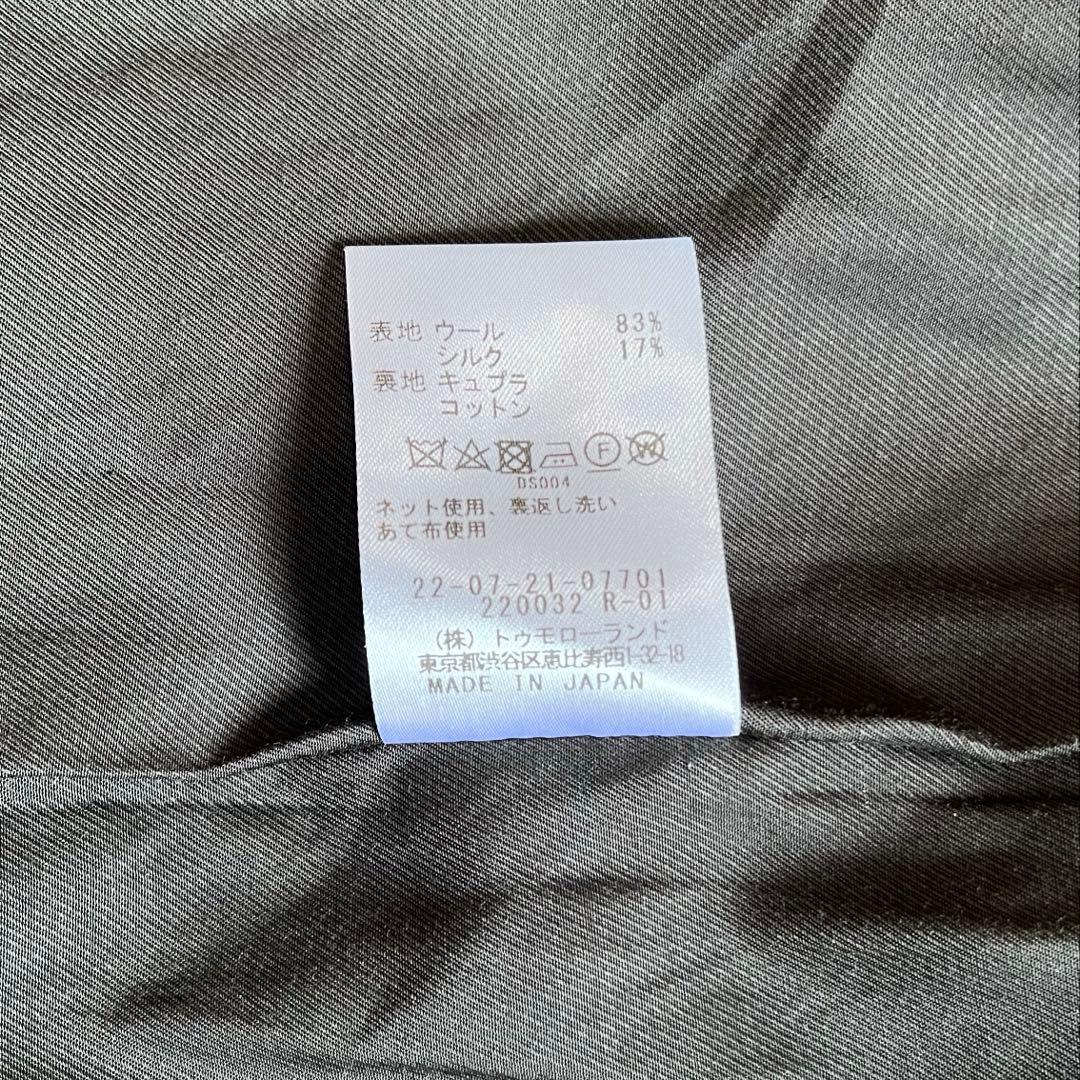 表地 ウール 83%
シルク 17%
裏地 キュプラ
コットン
F W
DS004
ネット使用、裏返し洗い
あて布使用
22-07-21-07701
220032 R-01
(株) トゥモローランド
東京都渋谷区恵比寿西1-32-18
MADE IN JAPAN